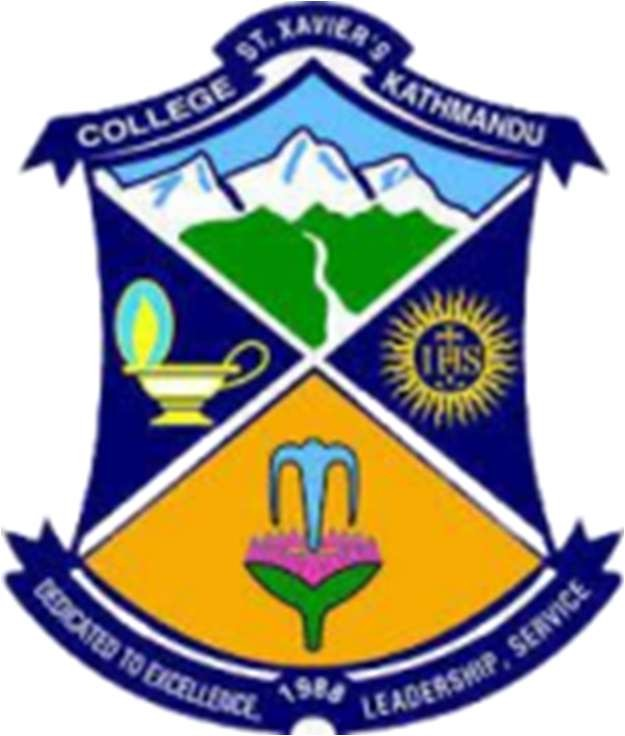 ST. XAVIER'S
COLLEGE KATHMANDU
IHS
DEDICATED TO EXCELLENCE,
1988
LEADERSHIP, SERVICE